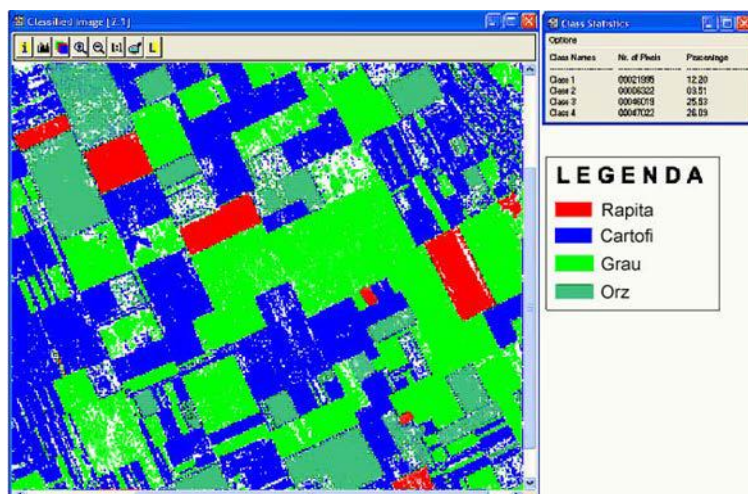 Classified Image [2.1]
i 1:1 L
Class Statistics
Options
Class Names Nr. of Pixels Percentage
Class 1 00021995 12.20
Class 2 00006322 03.51
Class 3 00046019 25.53
Class 4 00047022 26.09
LEGENDA
Rapita
Cartofi
Grau
Orz